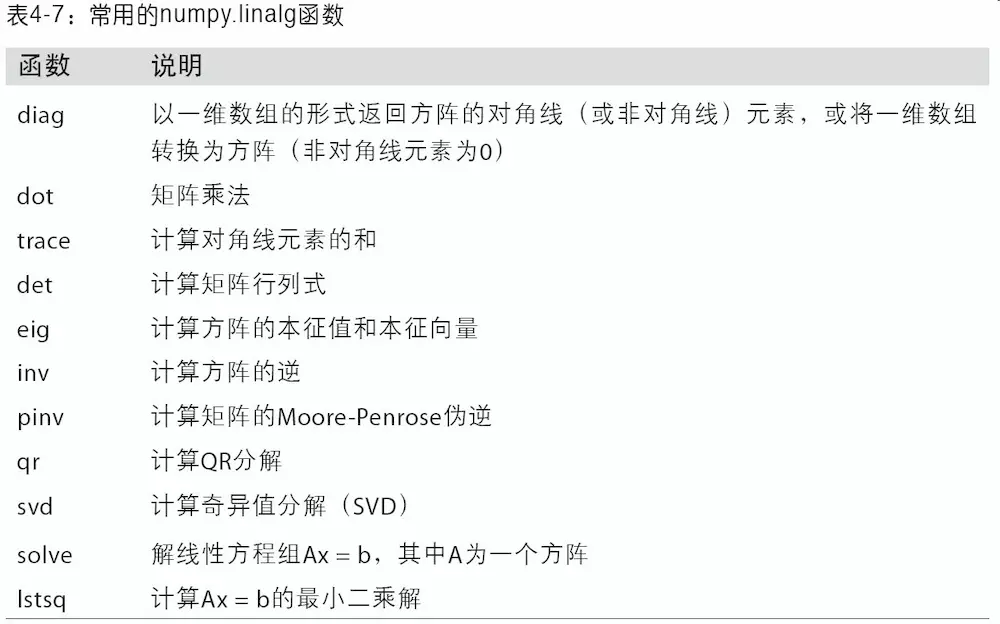 表4-7：常用的numpy.linalg函数
函数 说明
diag 以一维数组的形式返回方阵的对角线（或非对角线）元素，或将一维数组
转换为方阵（非对角线元素为0）
dot 矩阵乘法
trace 计算对角线元素的和
det 计算矩阵行列式
eig 计算方阵的本征值和本征向量
inv 计算方阵的逆
pinv 计算矩阵的Moore-Penrose伪逆
qr 计算QR分解
svd 计算奇异值分解（SVD）
solve 解线性方程组Ax = b，其中A为一个方阵
lstsq 计算Ax = b的最小二乘解